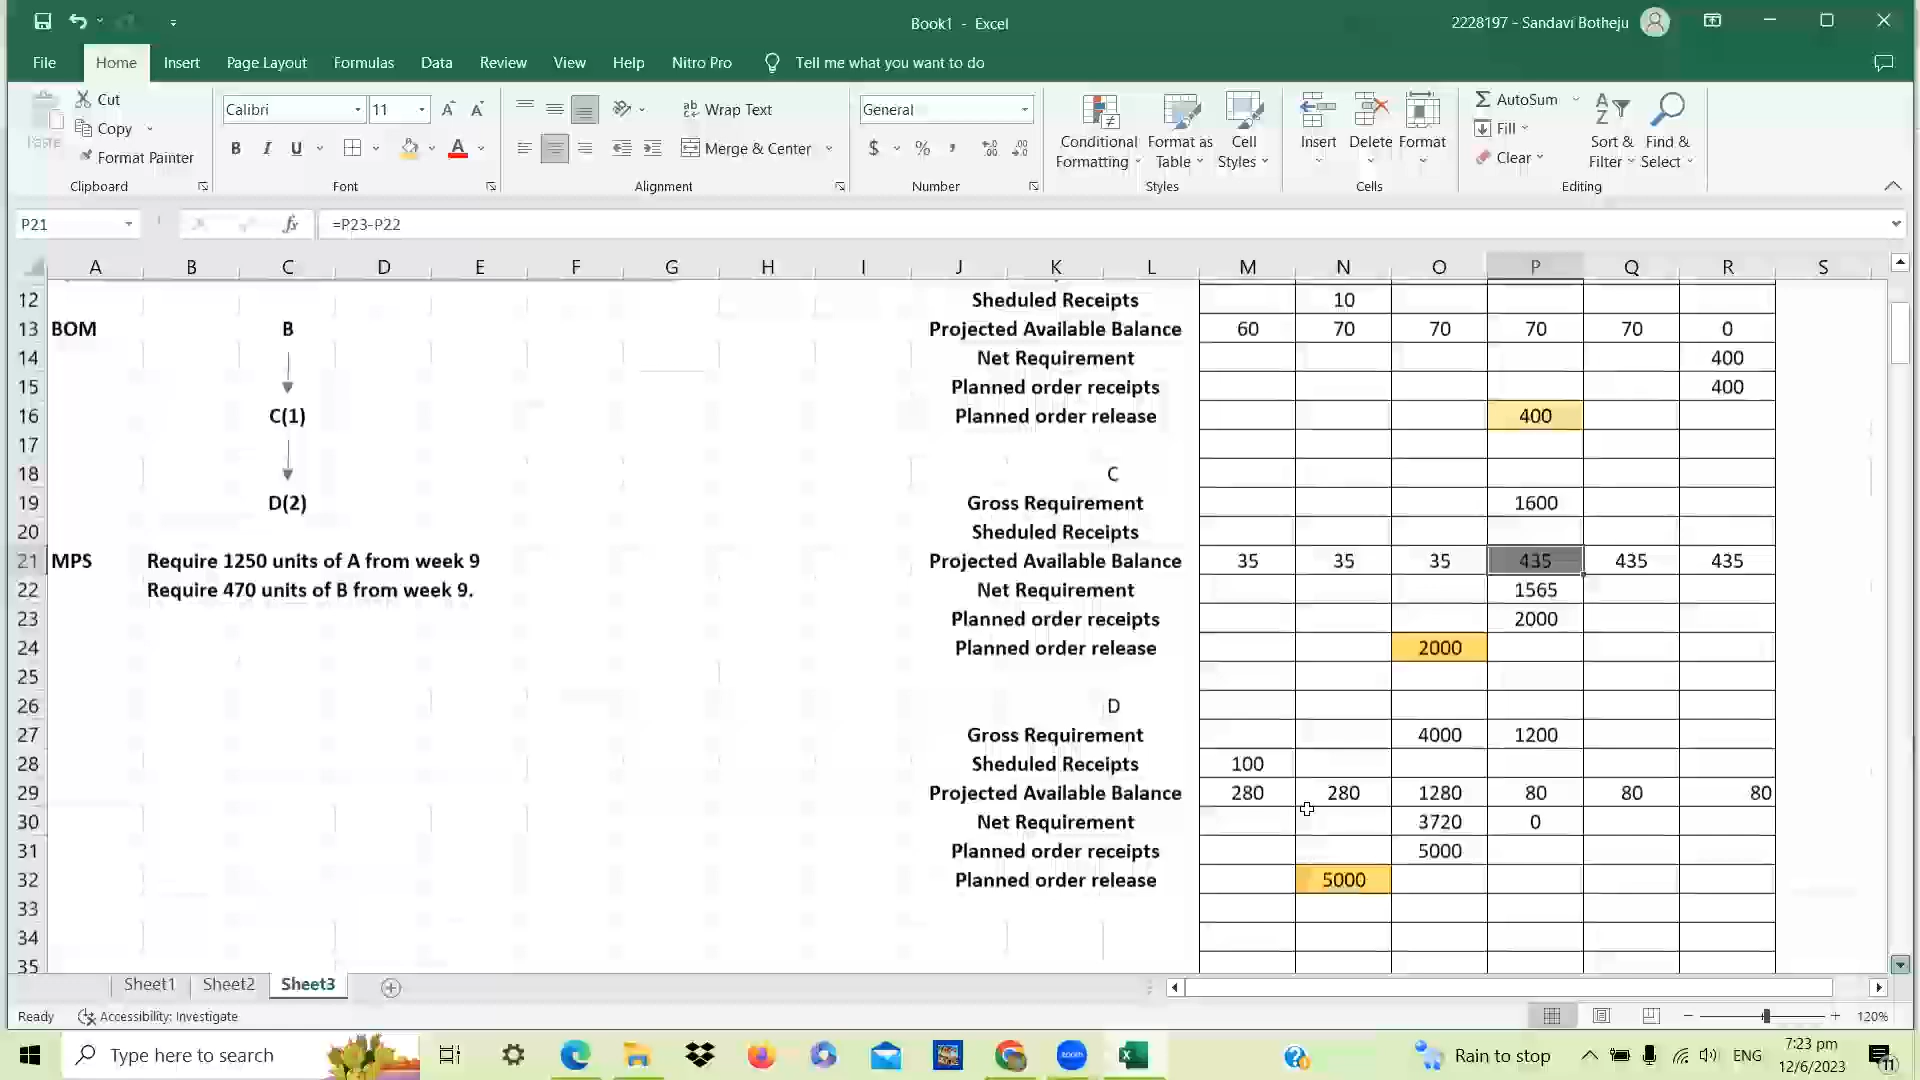 Book1 - Excel
2228197 - Sandavi Botheju
File Home Insert Page Layout Formulas Data Review View Help Nitro Pro Tell me what you want to do
Cut
Copy
Format Painter
Paste
Clipboard
Calibri 11
B I U
Font
Wrap Text
Merge & Center
Alignment
General
$ % ,
Number
Conditional Formatting
Format as Table
Cell Styles
Styles
Insert Delete Format
Cells
AutoSum
Fill
Clear
Sort & Filter
Find & Select
Editing
P21 fx =P23-P22
A B C D E F G H I J K L M N O P Q R S
12 Sheduled Receipts 10
13 BOM B Projected Available Balance 60 70 70 70 70 0
14 Net Requirement 400
15 Planned order receipts 400
16 C(1) Planned order release 400
17
18 C
19 D(2) Gross Requirement 1600
20 Sheduled Receipts
21 MPS Require 1250 units of A from week 9 Projected Available Balance 35 35 35 435 435 435
22 Require 470 units of B from week 9. Net Requirement 1565
23 Planned order receipts 2000
24 Planned order release 2000
25
26 D
27 Gross Requirement 4000 1200
28 Sheduled Receipts 100
29 Projected Available Balance 280 280 1280 80 80 80
30 Net Requirement 3720 0
31 Planned order receipts 5000
32 Planned order release 5000
33
34
35
Sheet1 Sheet2 Sheet3
Ready Accessibility: Investigate 120%
Type here to search zoom Rain to stop ENG 7:23 pm
12/6/2023 11